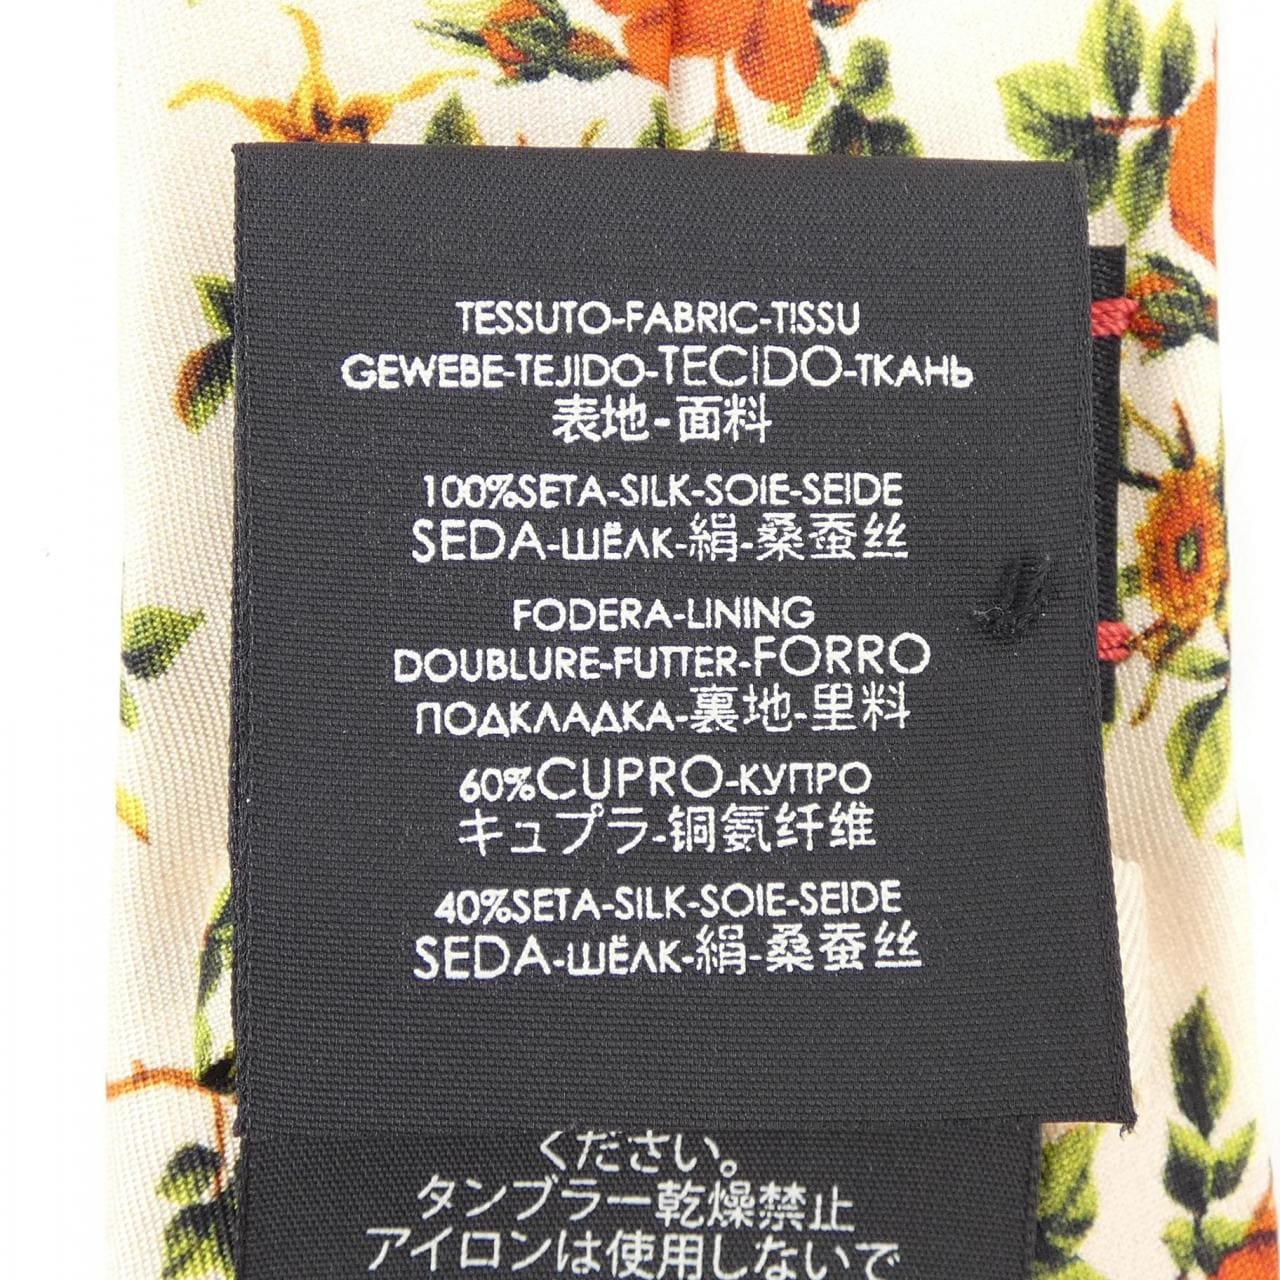 TESSUTO-FABRIC-TISSU
GEWEBE-TEJIDO-TECIDO-ТКАНЬ
表地-面料
100%SETA-SILK-SOIE-SEIDE
SEDA-ШЁЛК-絹-桑蚕丝
FODERA-LINING
DOUBLURE-FUTTER-FORRO
ПОДКЛАДКА-裏地-里料
60%CUPRO-КУПРО
キュプラ-铜氨纤维
40%SETA-SILK-SOIE-SEIDE
SEDA-ШЁЛК-絹-桑蚕丝
ください。
タンブラー乾燥禁止
アイロンは使用しないで